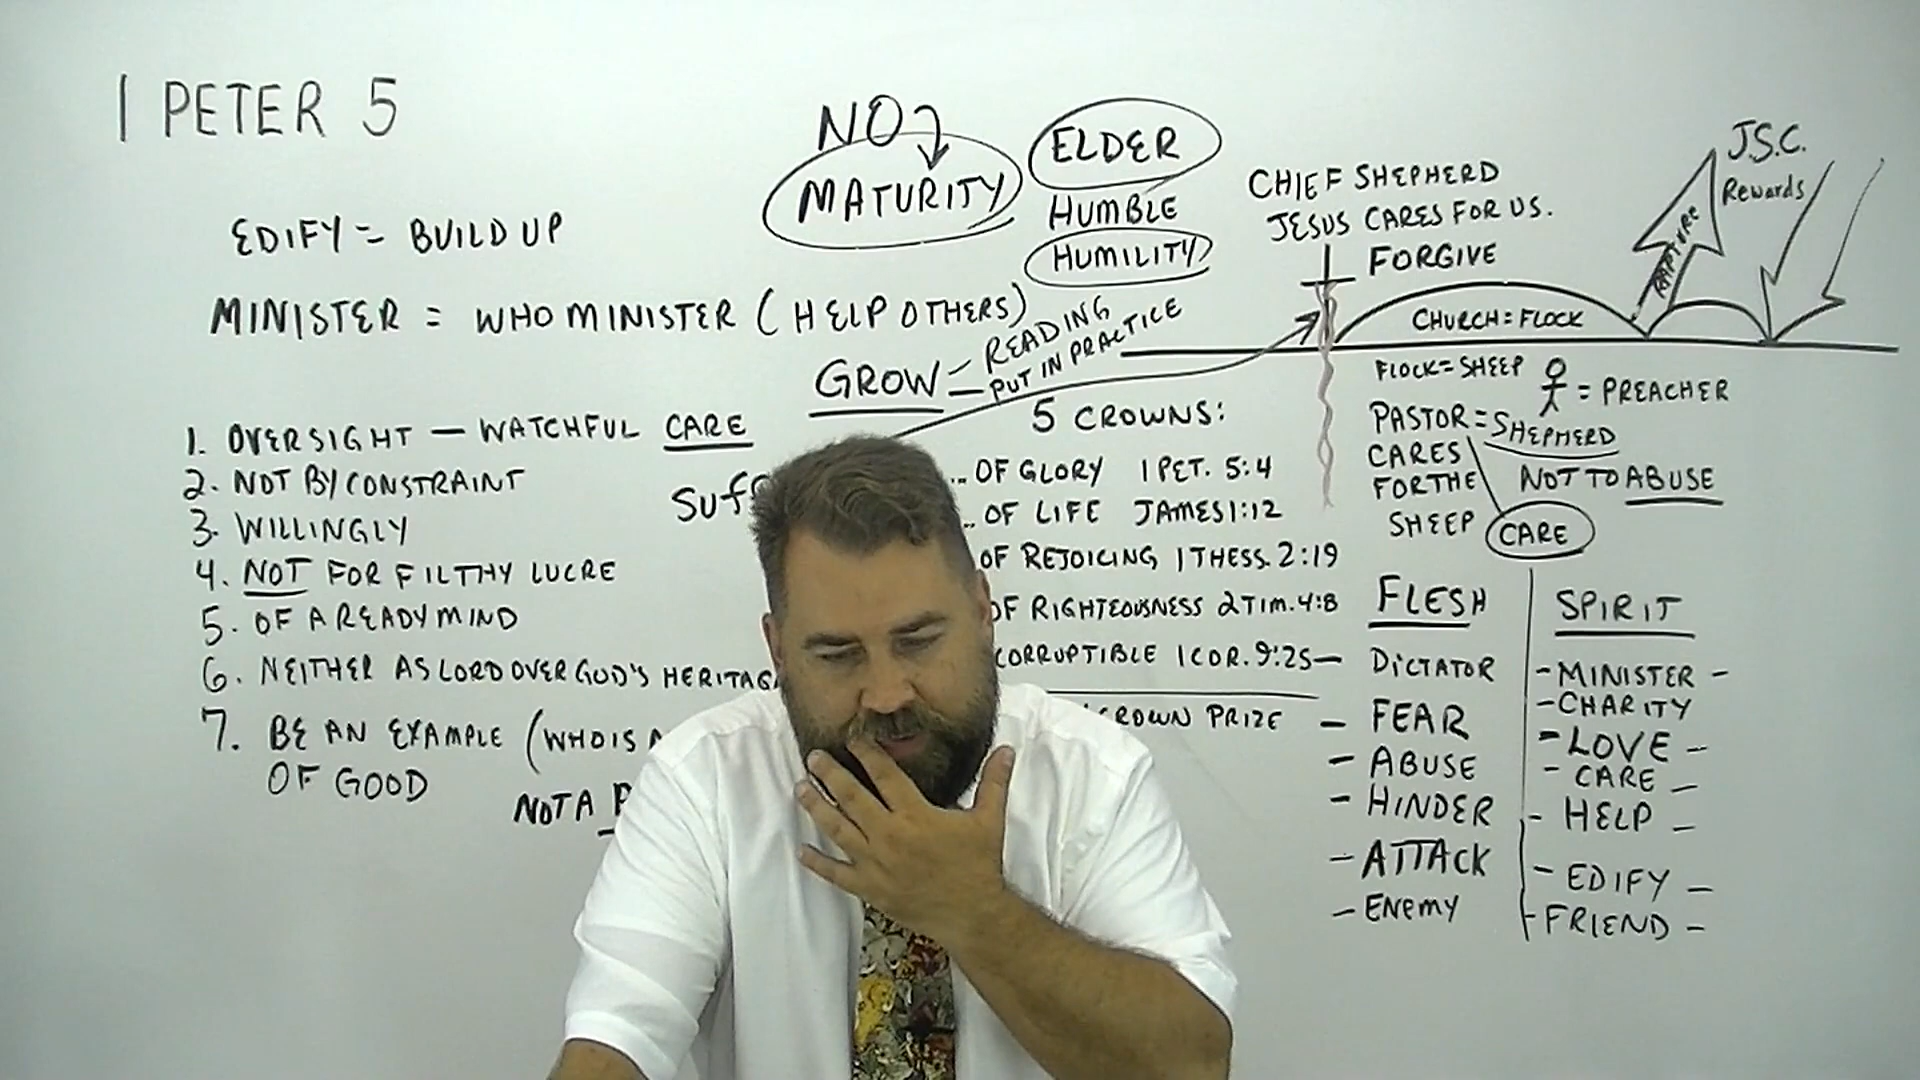 1 PETER 5
EDIFY = BUILD UP
MINISTER = WHO MINISTER (HELP OTHERS)
NO
MATURITY
ELDER
HUMBLE
HUMILITY
GROW
READING
PUT IN PRACTICE
1. OVERSIGHT — WATCHFUL CARE
2. NOT BY CONSTRAINT
3. WILLINGLY
4. NOT FOR FILTHY LUCRE
5. OF A READY MIND
6. NEITHER AS LORD OVER GOD'S
7. BE AN EXAMPLE (WHO IS
OF GOOD
NOT A
5 CROWNS:
... OF GLORY 1 PET. 5:4
.. OF LIFE JAMES 1:12
OF REJOICING 1 THESS. 2:19
OF RIGHTEOUSNESS 2 TIM. 4:8
CORRUPTIBLE 1 COR. 9:25
CROWN PRIZE
CHIEF SHEPHERD
JESUS CARES FOR US.
FORGIVE
CHURCH = FLOCK
RAPTURE
J.S.C.
Rewards
FLOCK = SHEEP
= PREACHER
PASTOR = SHEPHERD
CARES
FOR THE
SHEEP
NOT TO ABUSE
CARE
FLESH
— DICTATOR
— FEAR
— ABUSE
— HINDER
— ATTACK
— ENEMY
SPIRIT
- MINISTER -
- CHARITY
- LOVE -
- CARE -
- HELP -
- EDIFY -
- FRIEND -